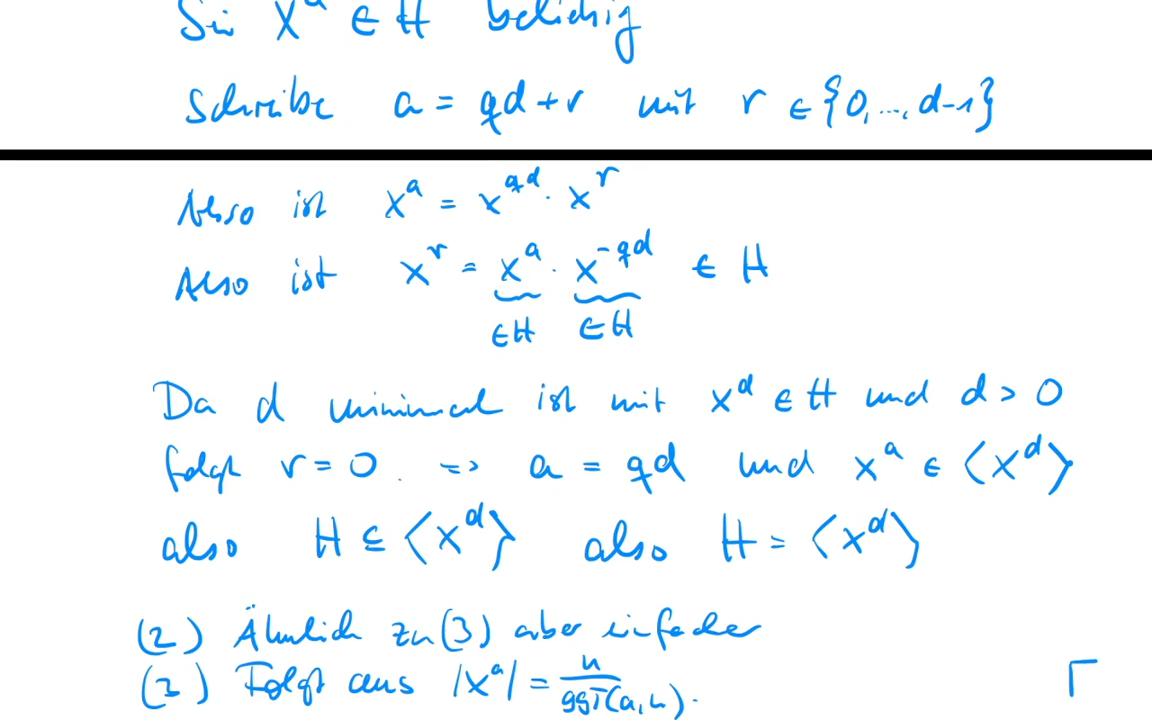 Sei x^a ∈ H beliebig
Schreibe a = qd+r mit r ∈ {0,..., d-1}
Also ist x^a = x^{qd} · x^r
Also ist x^r = x^a · x^{-qd} ∈ H
∈H ∈H
Da d minimal ist mit x^d ∈ H und d > 0
folgt r = 0. => a = qd und x^a ∈ ⟨x^d⟩
also H ⊆ ⟨x^d⟩ also H = ⟨x^d⟩
(2) Ähnlich zu (3) aber einfacher
(3) Folgt aus |x^a| = n/ggT(a,n).